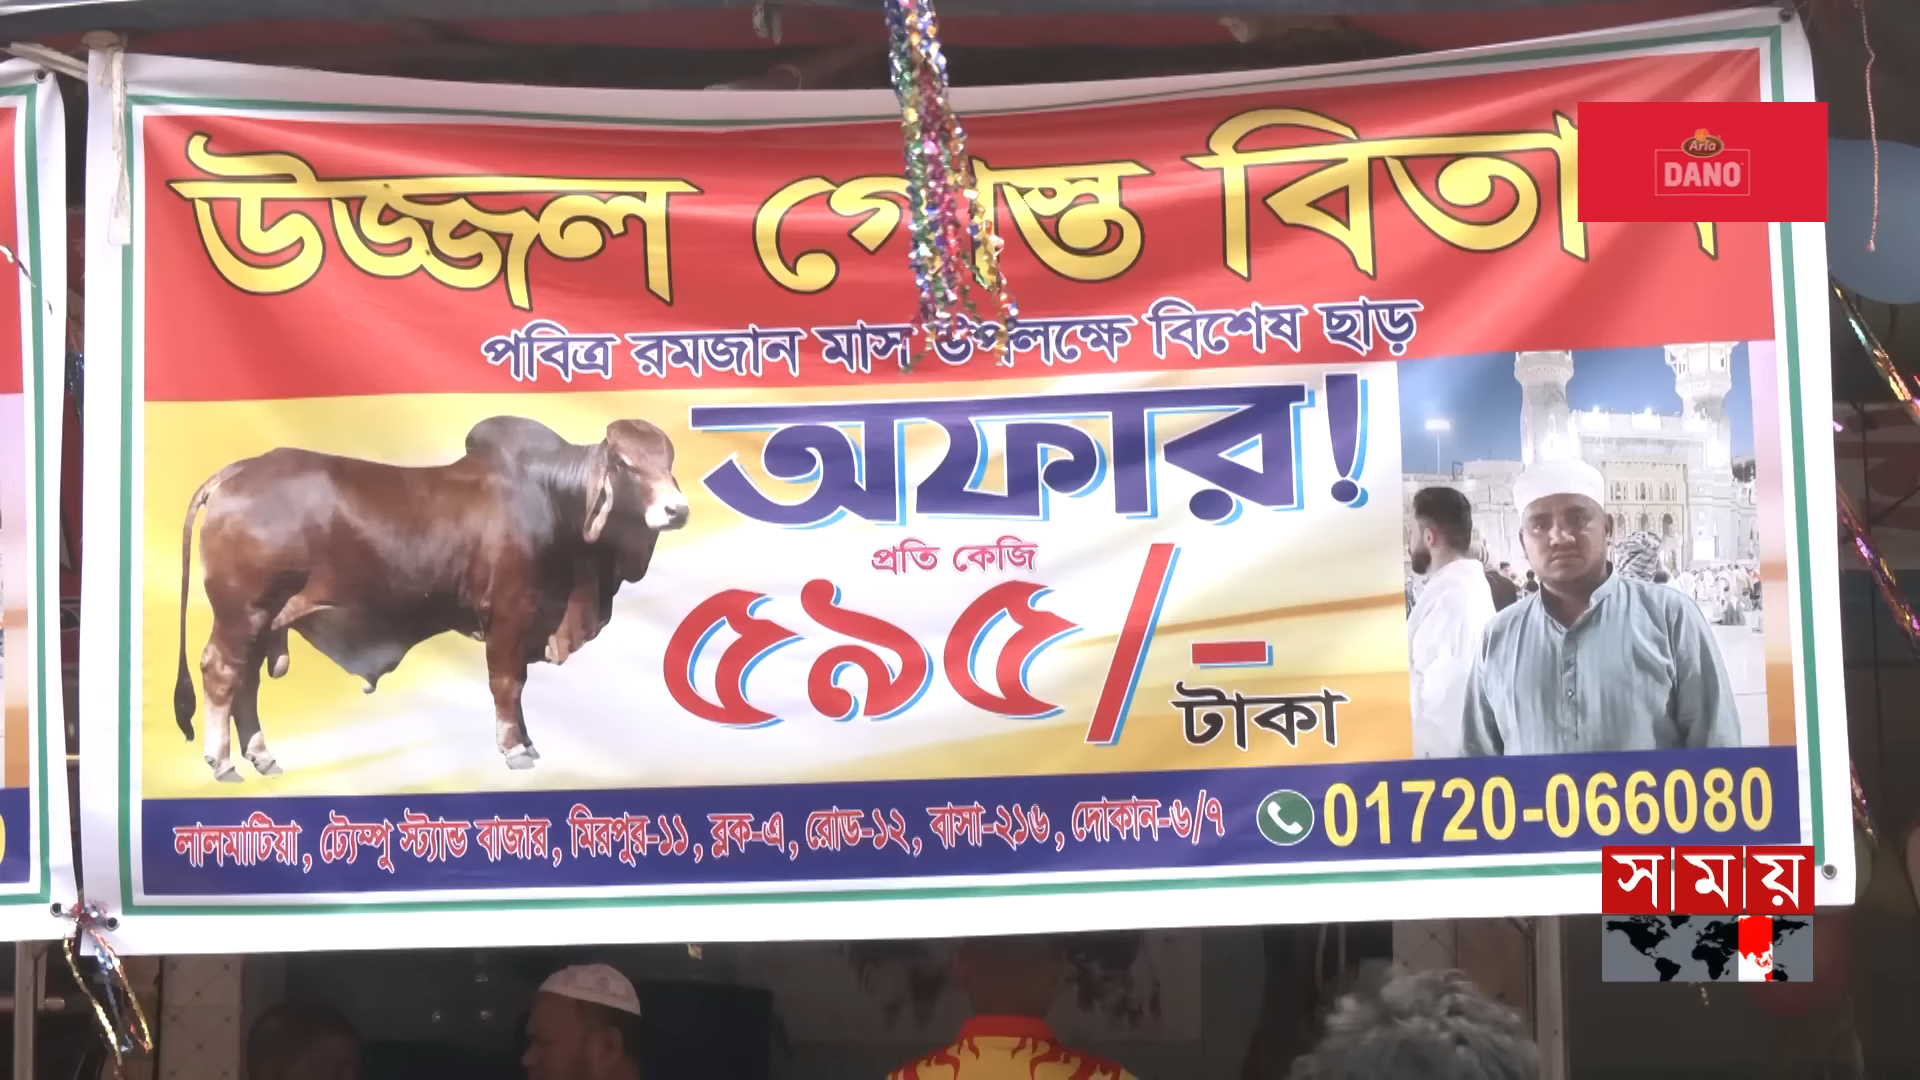 উজ্জ্বল গোস্ত বিতান
Arla
DANO
পবিত্র রমজান মাস উপলক্ষে বিশেষ ছাড়
অফার!
প্রতি কেজি
৫৯৫/-
টাকা
লালমাটিয়া, টেম্পু স্ট্যান্ড বাজার, মিরপুর-১১, ব্লক-এ, রোড-১২, বাসা-২১৬, দোকান-৬/৭
01720-066080
সময়